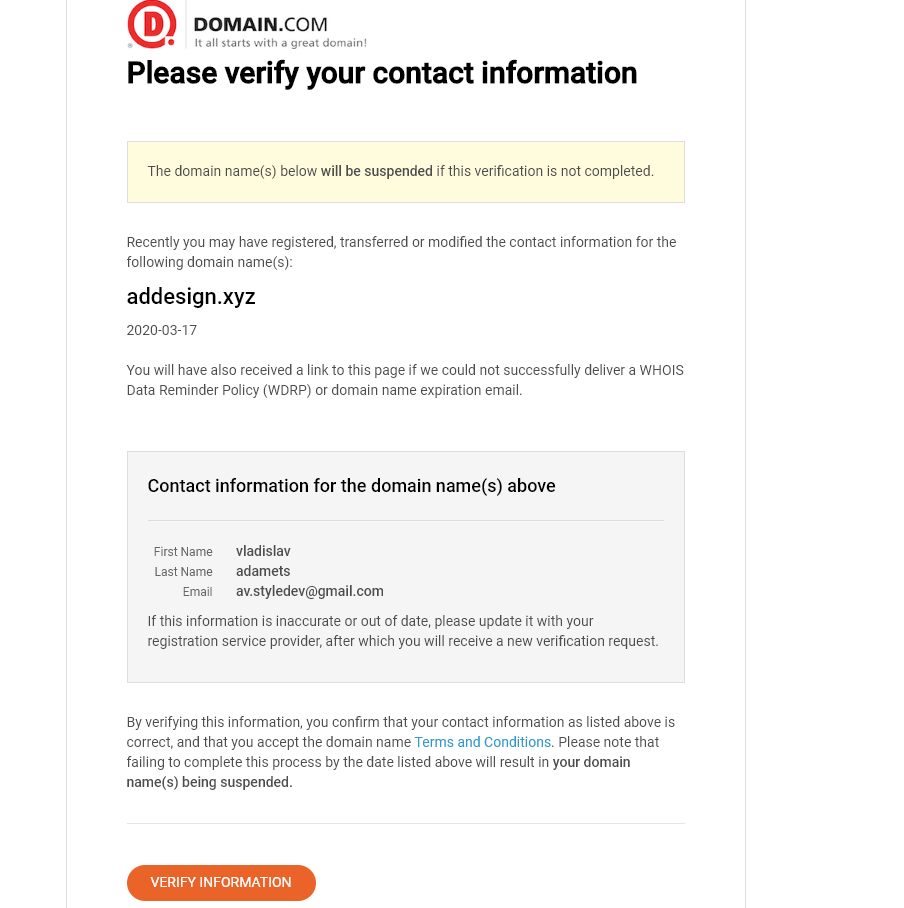 DOMAIN.COM
It all starts with a great domain!
Please verify your contact information
The domain name(s) below will be suspended if this verification is not completed.
Recently you may have registered, transferred or modified the contact information for the
following domain name(s):
addesign.xyz
2020-03-17
You will have also received a link to this page if we could not successfully deliver a WHOIS
Data Reminder Policy (WDRP) or domain name expiration email.
Contact information for the domain name(s) above
First Name vladislav
Last Name adamets
Email av.styledev@gmail.com
If this information is inaccurate or out of date, please update it with your
registration service provider, after which you will receive a new verification request.
By verifying this information, you confirm that your contact information as listed above is
correct, and that you accept the domain name Terms and Conditions. Please note that
failing to complete this process by the date listed above will result in your domain
name(s) being suspended.
VERIFY INFORMATION